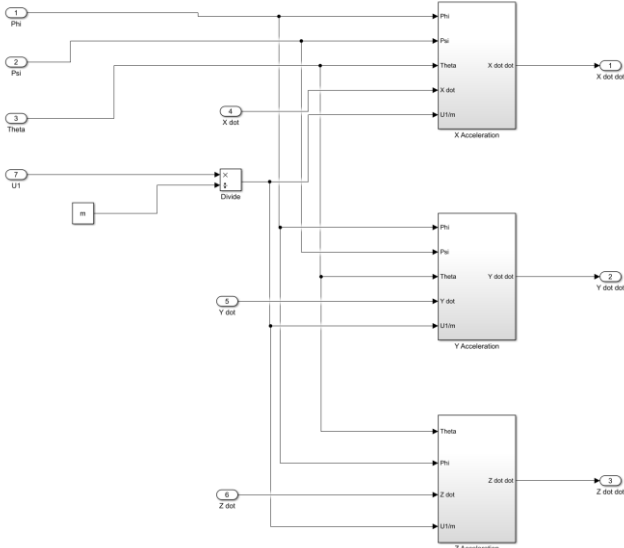 1
Phi
Phi
2
Psi
Psi
3
Theta
Theta
X dot dot
1
X dot dot
4
X dot
X dot
U1/m
X Acceleration
7
U1
×
÷
Divide
m
Phi
Psi
Theta
Y dot dot
2
Y dot dot
5
Y dot
Y dot
U1/m
Y Acceleration
Theta
Phi
Z dot dot
3
Z dot dot
6
Z dot
Z dot
U1/m
Z Acceleration